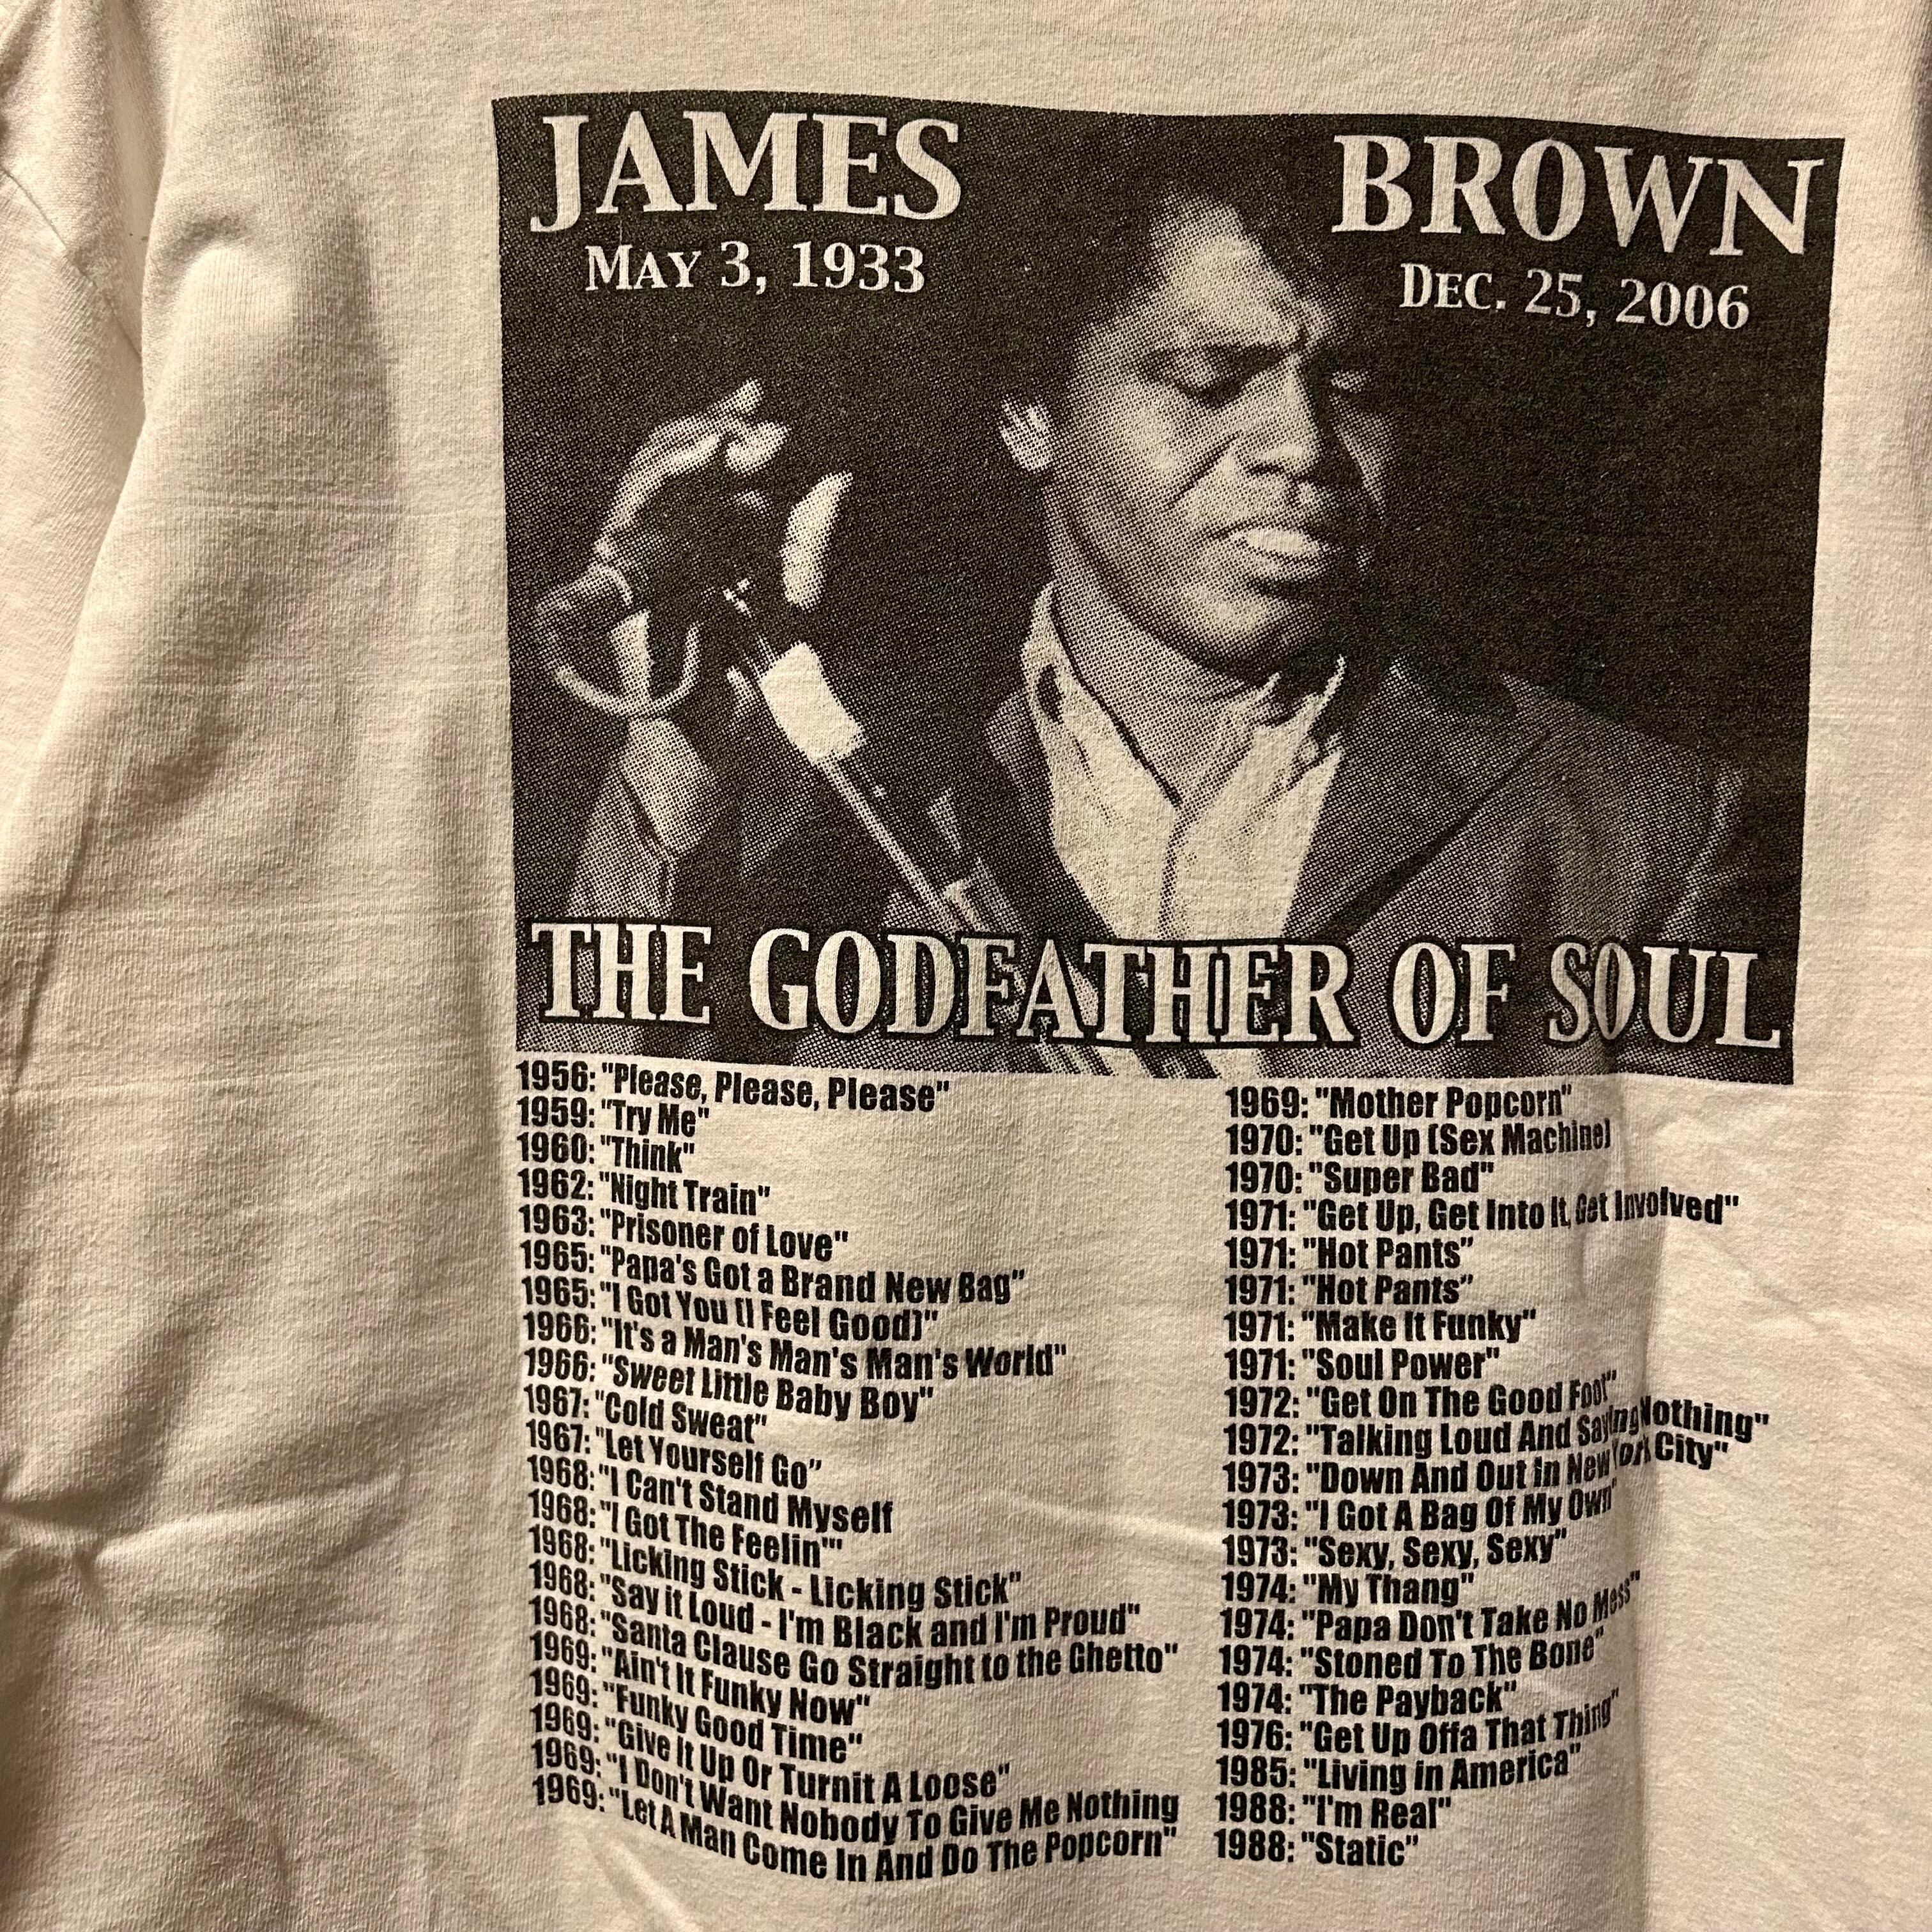 JAMES BROWN
MAY 3, 1933 DEC. 25, 2006
THE GODFATHER OF SOUL
1956: "Please, Please, Please"
1959: "Try Me"
1960: "Think"
1962: "Night Train"
1963: "Prisoner of Love"
1965: "Papa's Got a Brand New Bag"
1965: "I Got You (I Feel Good)"
1966: "It's a Man's Man's Man's World"
1966: "Sweet Little Baby Boy"
1967: "Cold Sweat"
1967: "Let Yourself Go"
1968: "I Can't Stand Myself
1968: "I Got The Feelin'"
1968: "Licking Stick - Licking Stick"
1968: "Say it Loud - I'm Black and I'm Proud"
1968: "Santa Clause Go Straight to the Ghetto"
1969: "Ain't It Funky Now"
1969: "Funky Good Time"
1969: "Give It Up Or Turnit A Loose"
1969: "I Don't Want Nobody To Give Me Nothing
1969: "Let A Man Come In And Do The Popcorn"
1969: "Mother Popcorn"
1970: "Get Up (Sex Machine)
1970: "Super Bad"
1971: "Get Up, Get Into It, Get Involved"
1971: "Hot Pants"
1971: "Hot Pants"
1971: "Make It Funky"
1971: "Soul Power"
1972: "Get On The Good Foot"
1972: "Talking Loud And Saying Nothing"
1973: "Down And Out in New York City"
1973: "I Got A Bag Of My Own"
1973: "Sexy, Sexy, Sexy"
1974: "My Thang"
1974: "Papa Don't Take No Mess"
1974: "Stoned To The Bone"
1974: "The Payback"
1976: "Get Up Offa That Thing"
1985: "Living in America"
1988: "I'm Real"
1988: "Static"